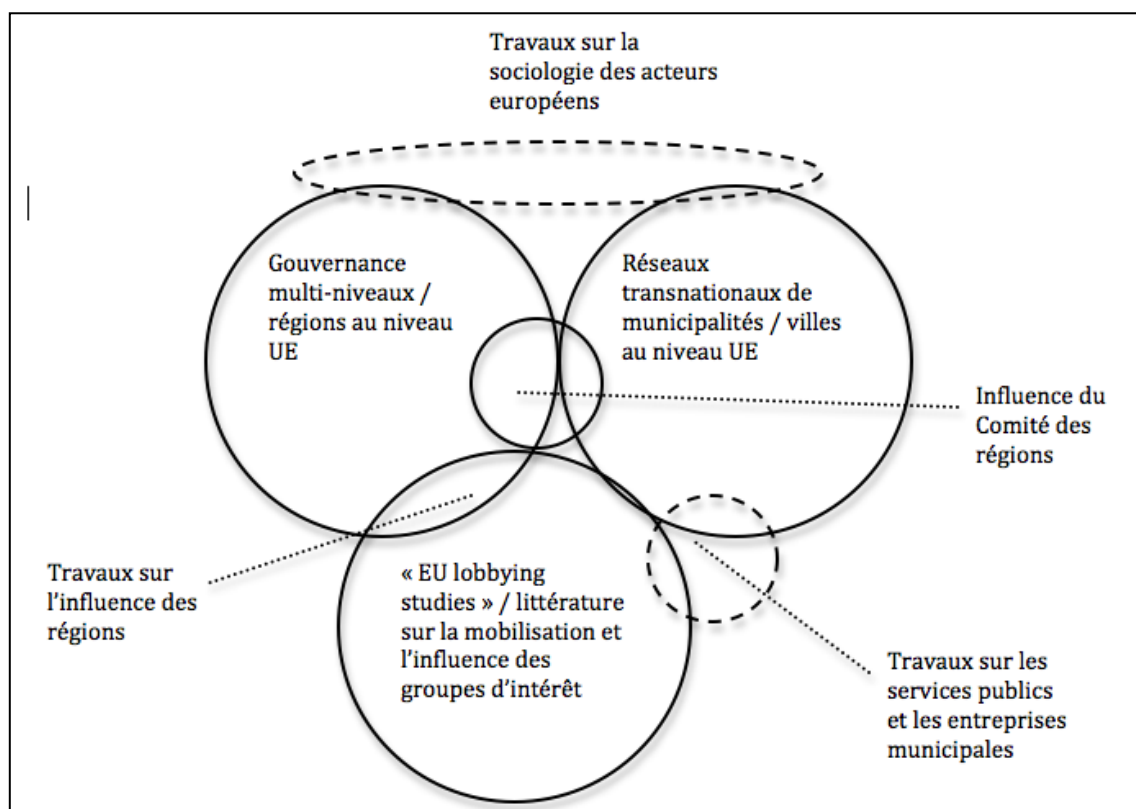 Travaux sur la
sociologie des acteurs
européens
Gouvernance
multi-niveaux /
régions au niveau
UE
Réseaux
transnationaux de
municipalités / villes
au niveau UE
Influence du
Comité des
régions
Travaux sur
l'influence des
régions
« EU lobbying
studies » / littérature
sur la mobilisation et
l'influence des
groupes d'intérêt
Travaux sur les
services publics
et les entreprises
municipales